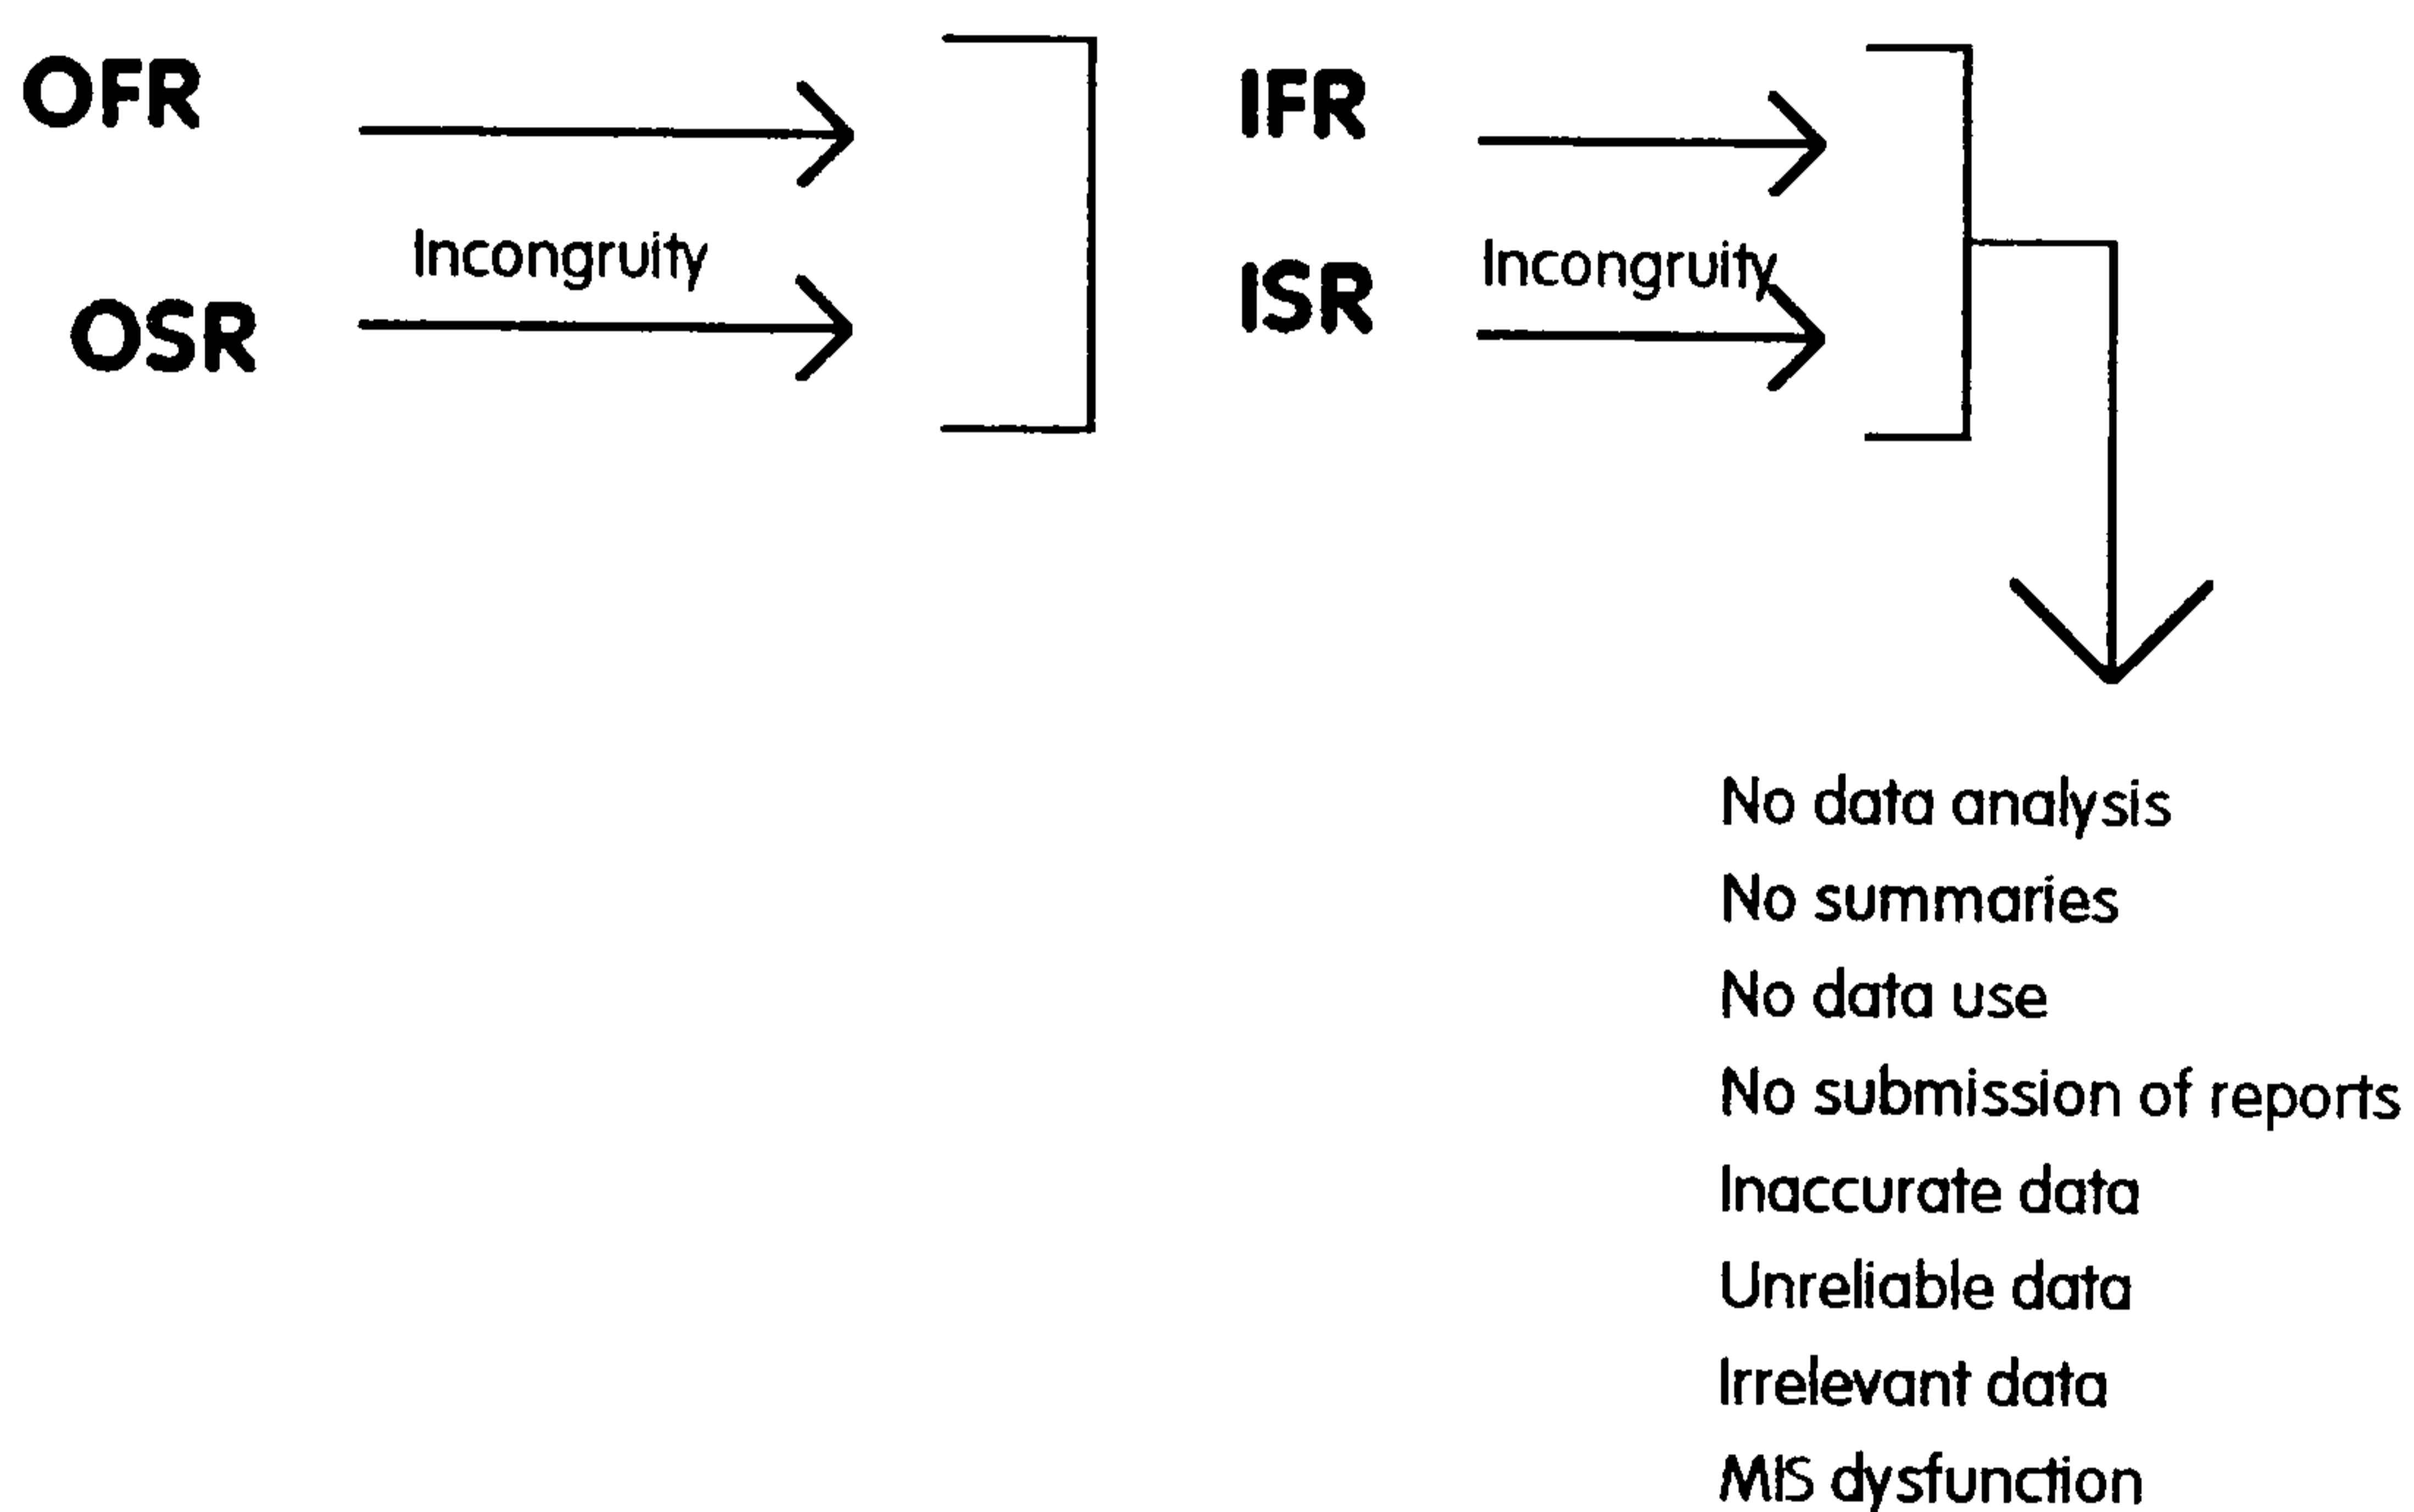 OFR
IFR
Incongruity
Incongruity
OSR
ISR
No data analysis
No summaries
No data use
No submission of reports
Inaccurate data
Unreliable data
Irrelevant data
MIS dysfunction